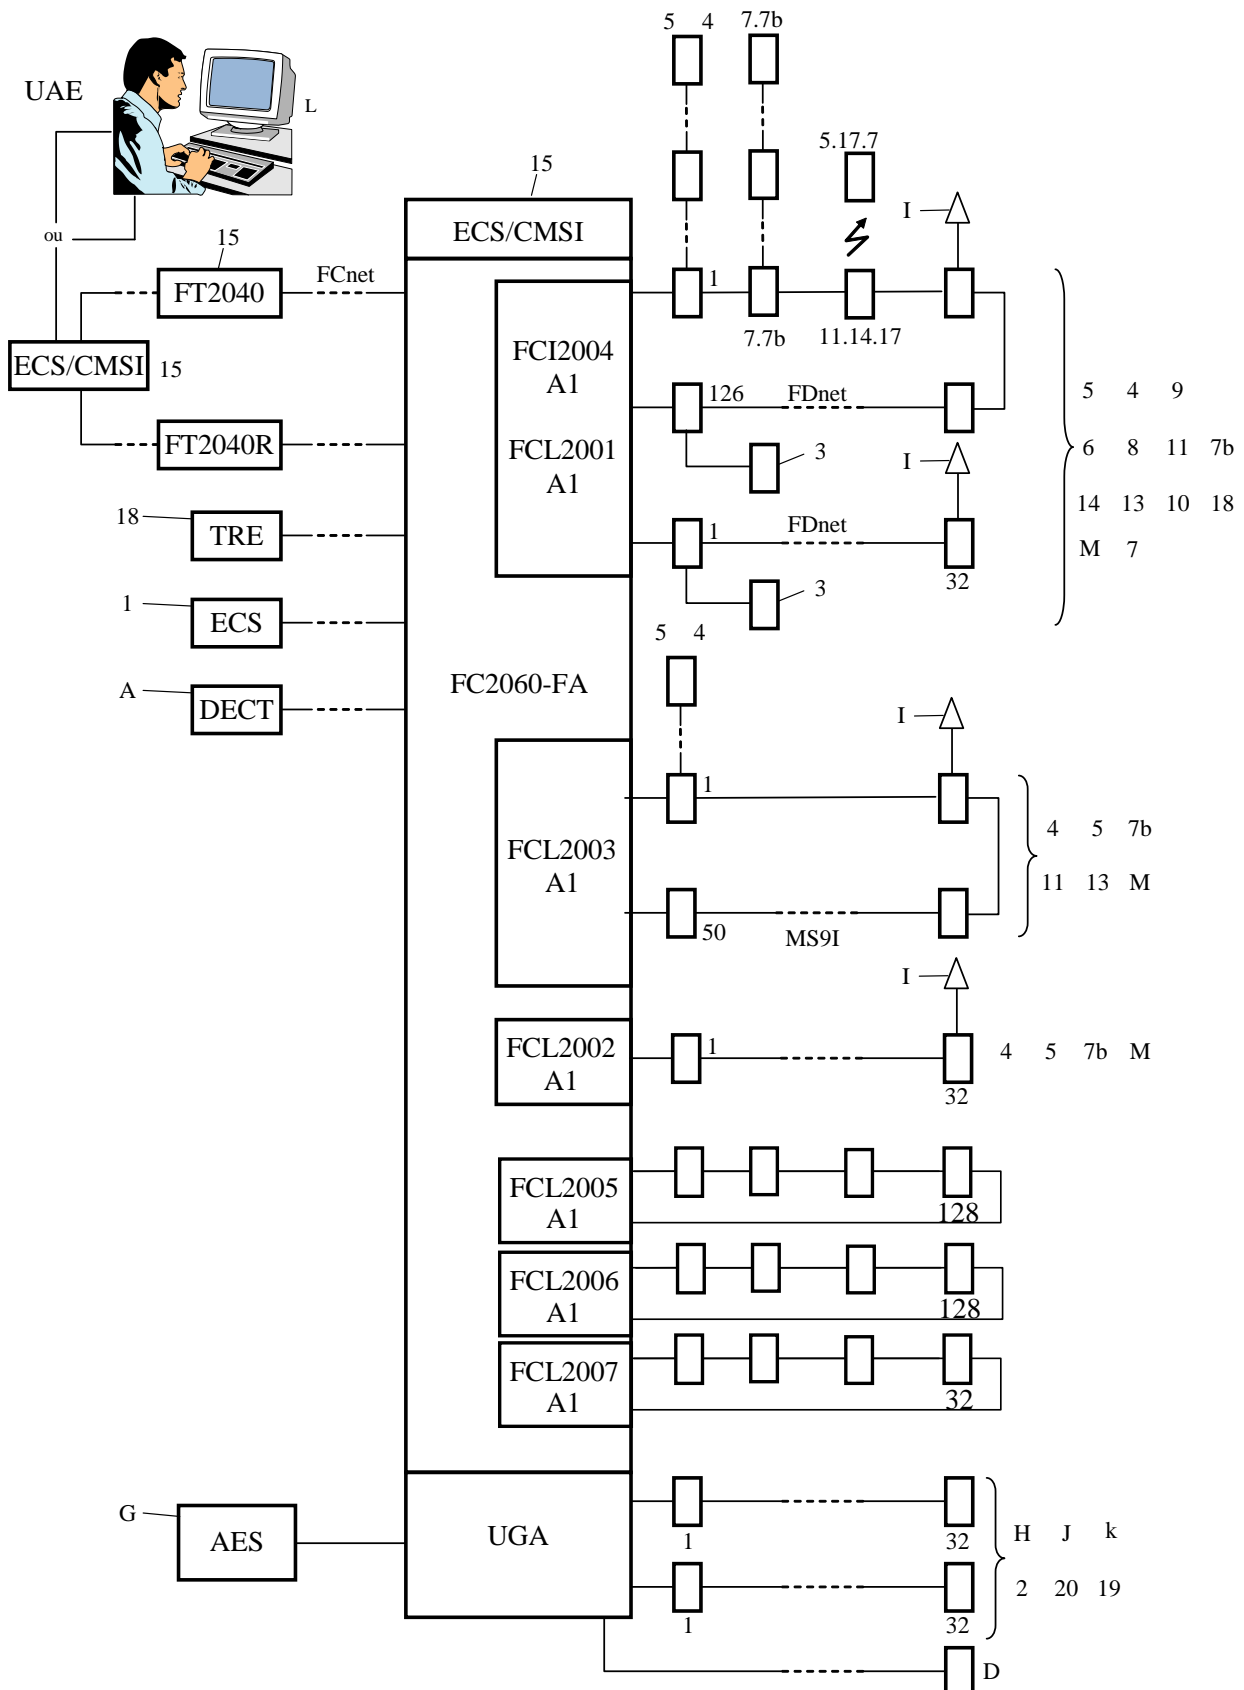 5 4 7.7b
UAE
L
5.17.7
15
I
ECS/CMSI
ou
15
FCnet
FT2040
1
ECS/CMSI 15
7.7b 11.14.17
FCI2004
A1
126 FDnet
5 4 9
FT2040R
FCL2001
A1
3
I
6 8 11 7b
14 13 10 18
18
TRE
1 FDnet
M 7
32
1
ECS
3
5 4
A
DECT
FC2060-FA
I
1
4 5 7b
FCL2003
A1
11 13 M
50 MS9I
I
FCL2002
A1
1
4 5 7b M
32
FCL2005
A1
128
FCL2006
A1
128
FCL2007
A1
32
G
AES
UGA
1 32
H J k
2 20 19
1 32
D